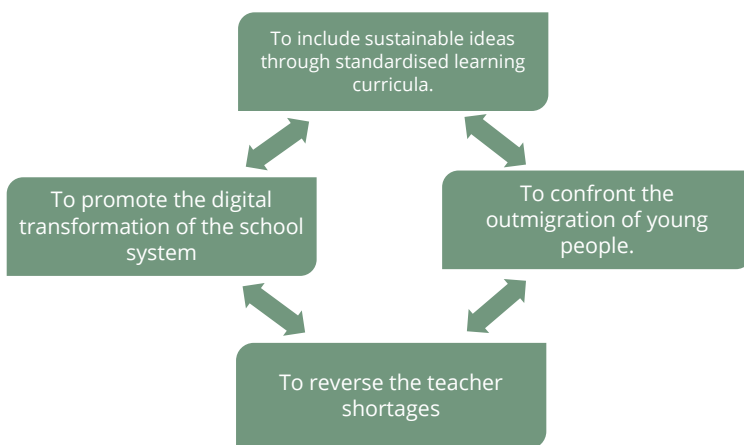 To include sustainable ideas
through standardised learning
curricula.
To promote the digital
transformation of the school
system
To confront the
outmigration of young
people.
To reverse the teacher
shortages